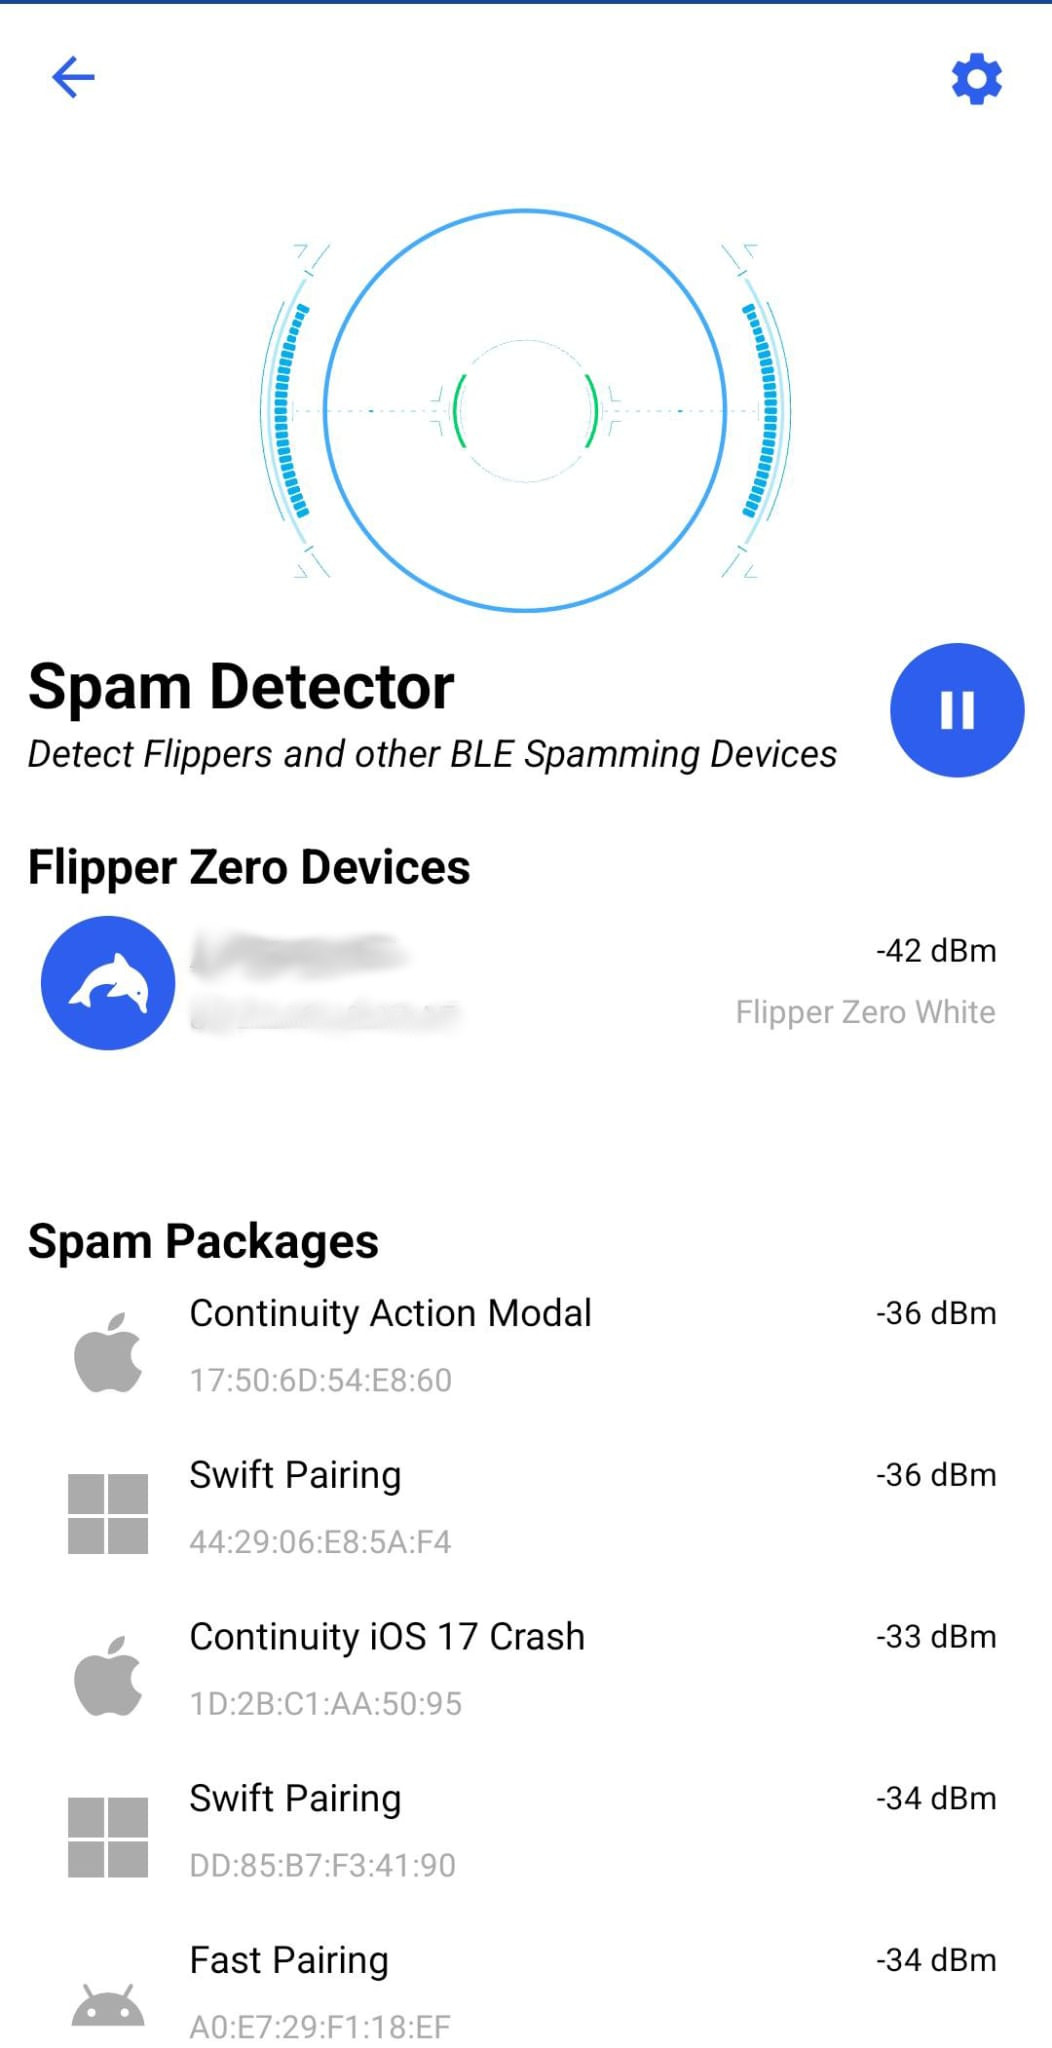 Spam Detector
Detect Flippers and other BLE Spamming Devices
Flipper Zero Devices
-42 dBm
Flipper Zero White
Spam Packages
Continuity Action Modal
-36 dBm
17:50:6D:54:E8:60
Swift Pairing
-36 dBm
44:29:06:E8:5A:F4
Continuity iOS 17 Crash
-33 dBm
1D:2B:C1:AA:50:95
Swift Pairing
-34 dBm
DD:85:B7:F3:41:90
Fast Pairing
-34 dBm
A0:E7:29:F1:18:EF